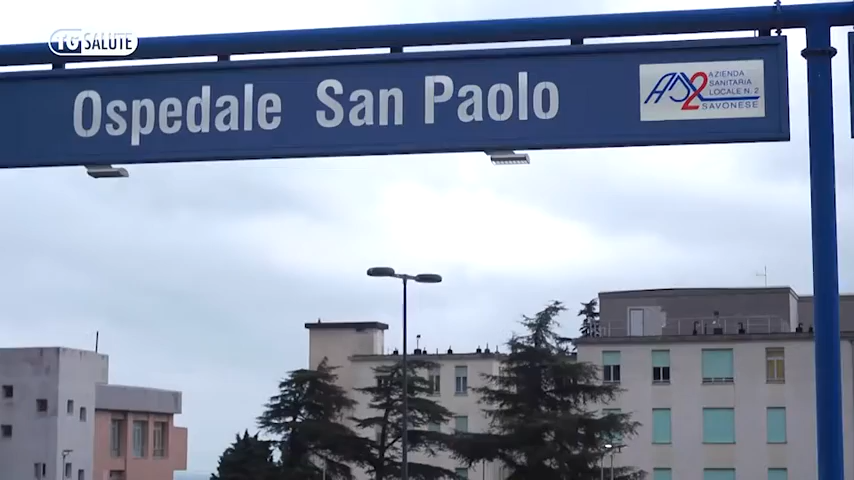 TG SALUTE
Ospedale San Paolo
ASL2
AZIENDA
SANITARIA
LOCALE N. 2
SAVONESE